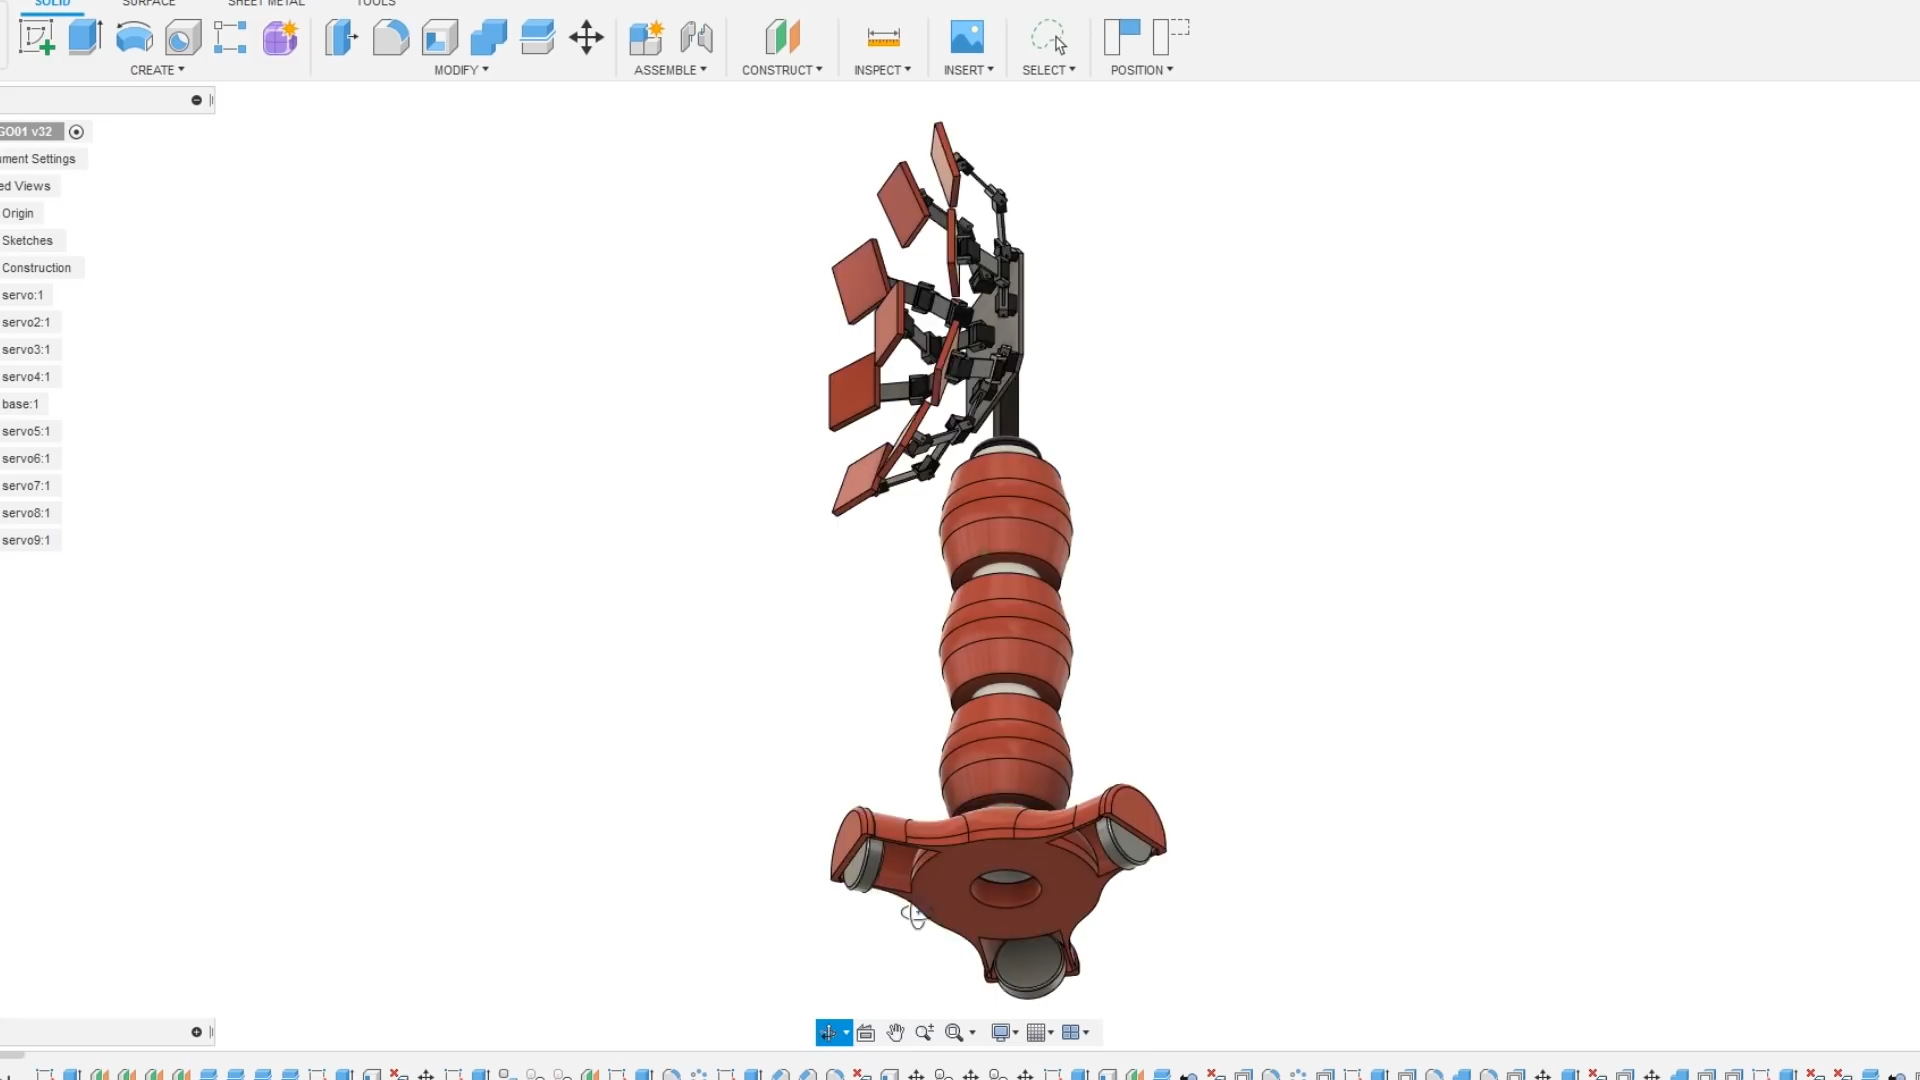 SOLID
SURFACE
SHEET METAL
TOOLS
CREATE
MODIFY
ASSEMBLE
CONSTRUCT
INSPECT
INSERT
SELECT
POSITION
GO01 v32
ument Settings
ed Views
Origin
Sketches
Construction
servo:1
servo2:1
servo3:1
servo4:1
base:1
servo5:1
servo6:1
servo7:1
servo8:1
servo9:1